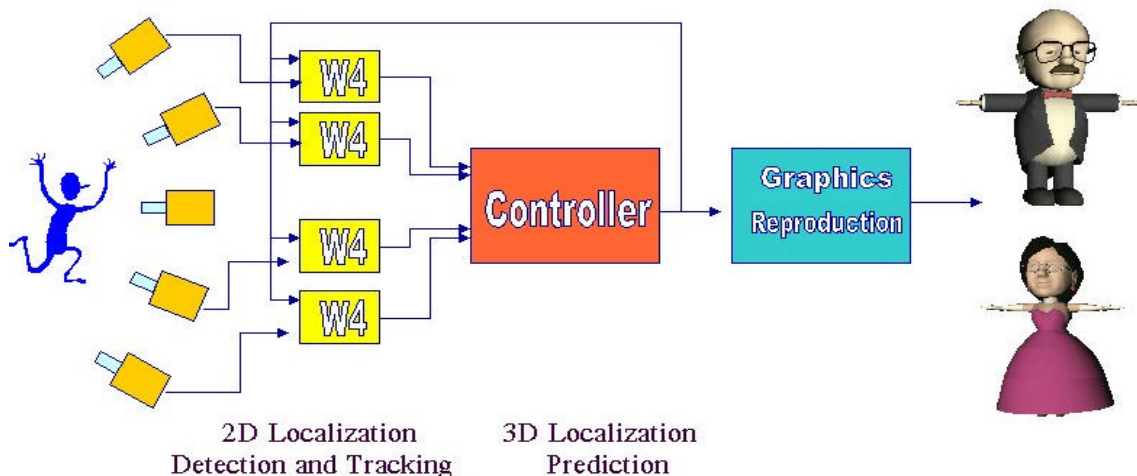 W4
W4
W4
W4
Controller
Graphics
Reproduction
2D Localization
Detection and Tracking
3D Localization
Prediction